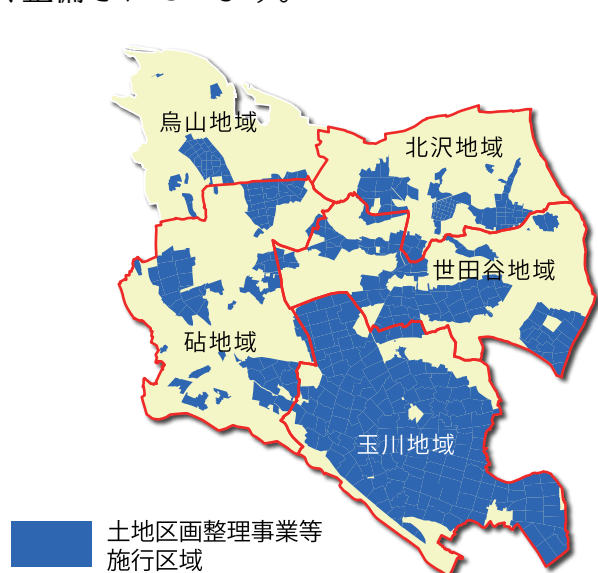 烏山地域
北沢地域
世田谷地域
砧地域
玉川地域
土地区画整理事業等
施行区域